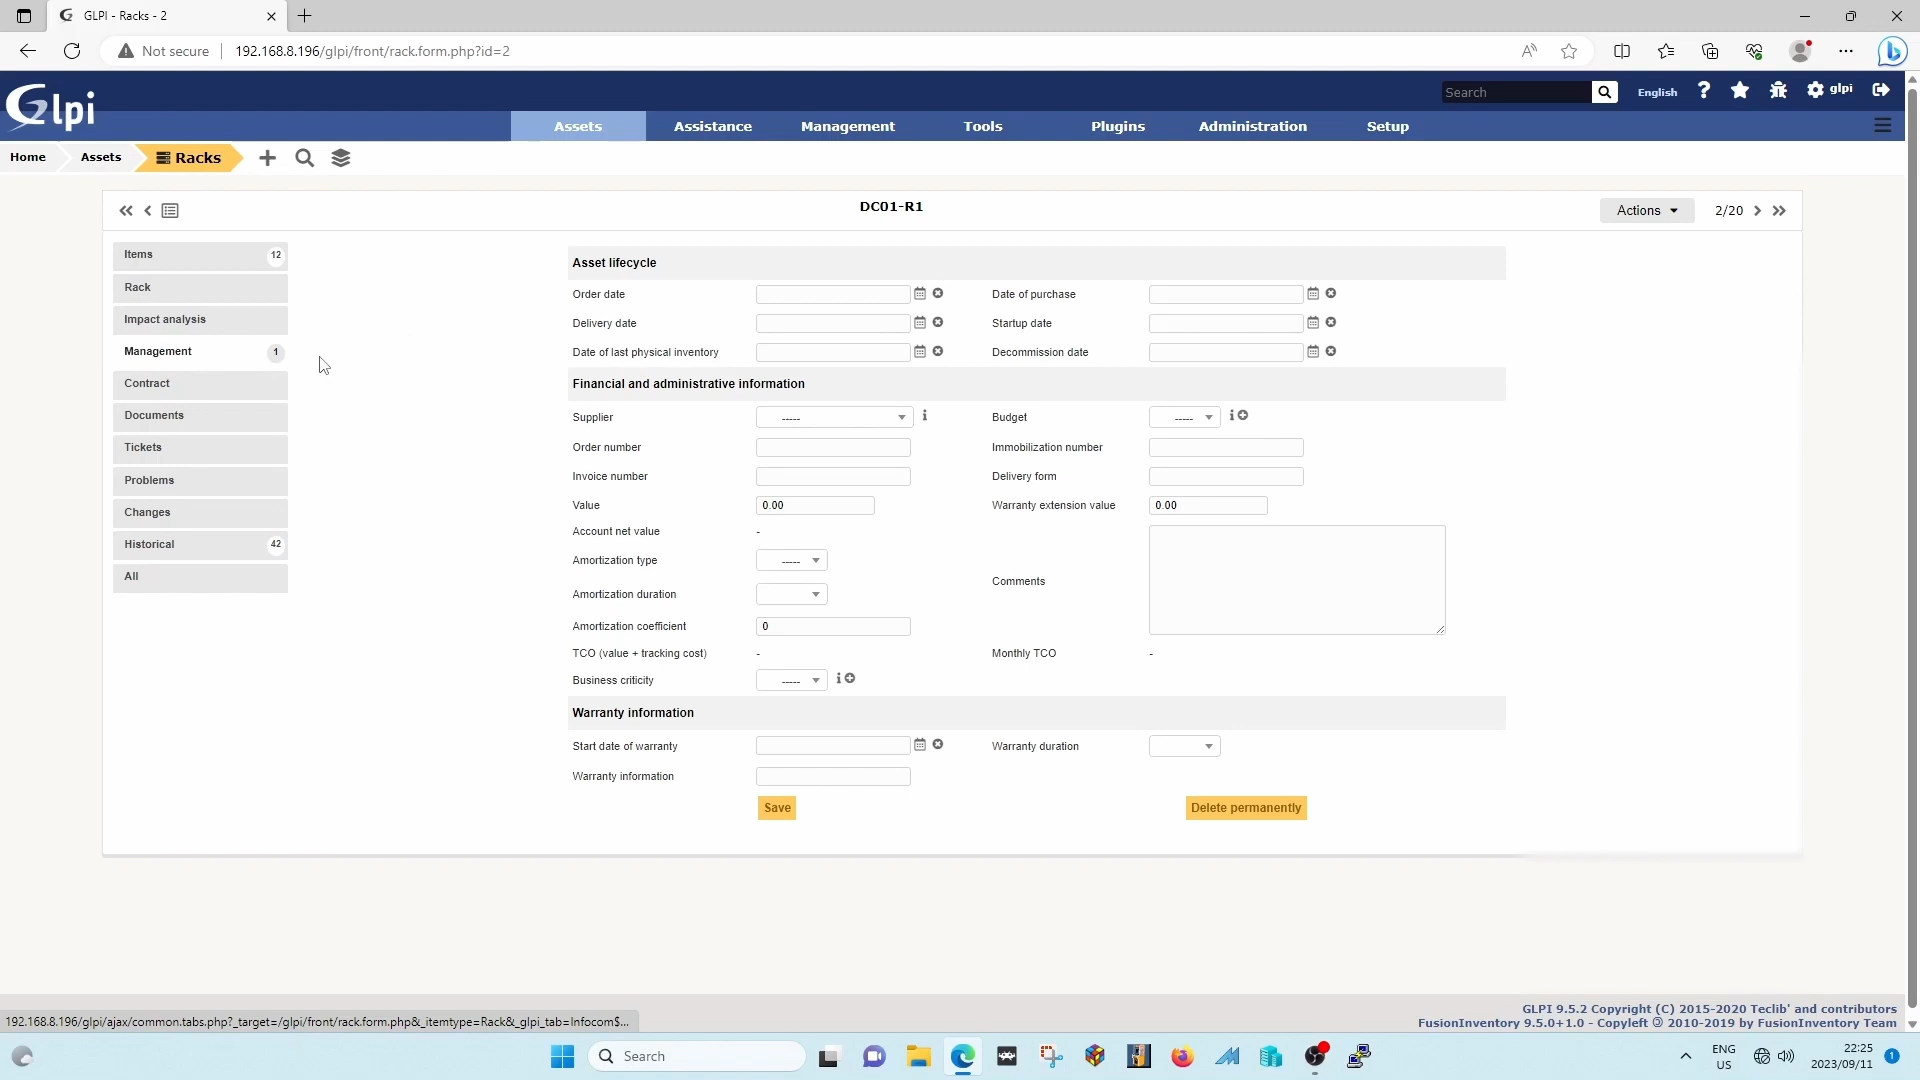 GLPI - Racks - 2
Not secure
192.168.8.196/glpi/front/rack.form.php?id=2
Glpi
Search
English
glpi
Assets
Assistance
Management
Tools
Plugins
Administration
Setup
Home
Assets
Racks
DC01-R1
Actions
2/20
Items 12
Rack
Impact analysis
Management 1
Contract
Documents
Tickets
Problems
Changes
Historical 42
All
Asset lifecycle
Order date
Date of purchase
Delivery date
Startup date
Date of last physical inventory
Decommission date
Financial and administrative information
Supplier -----
Budget -----
Order number
Immobilization number
Invoice number
Delivery form
Value 0.00
Warranty extension value 0.00
Account net value -
Amortization type -----
Comments
Amortization duration
Amortization coefficient 0
TCO (value + tracking cost) -
Monthly TCO -
Business criticity -----
Warranty information
Start date of warranty
Warranty duration
Warranty information
Save
Delete permanently
GLPI 9.5.2 Copyright (C) 2015-2020 Teclib' and contributors
FusionInventory 9.5.0+1.0 - Copyleft © 2010-2019 by FusionInventory Team
192.168.8.196/glpi/ajax/common.tabs.php?_target=/glpi/front/rack.form.php&_itemtype=Rack&_glpi_tab=Infocom$...
Search
ENG
US
22:25
2023/09/11
1